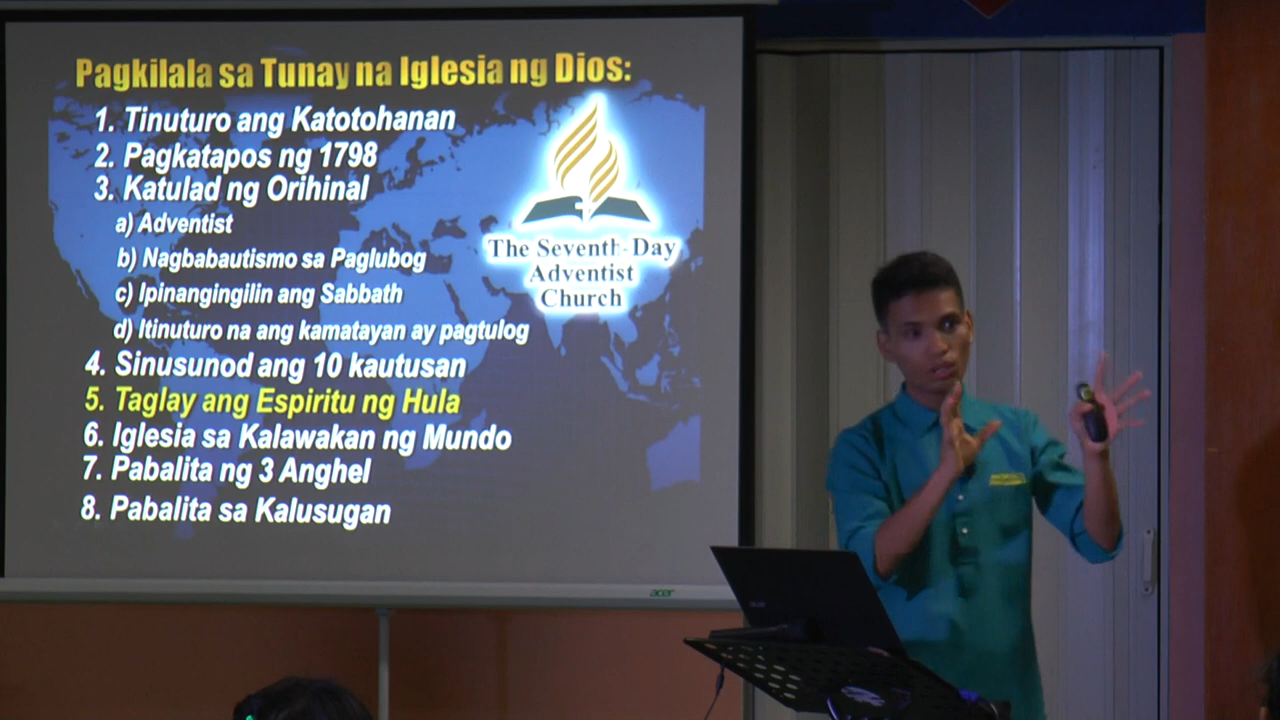 Pagkilala sa Tunay na Iglesia ng Dios:
1. Tinuturo ang Katotohanan
2. Pagkatapos ng 1798
3. Katulad ng Orihinal
a) Adventist
b) Nagbabautismo sa Paglubog
c) Ipinangingilin ang Sabbath
d) Itinuturo na ang kamatayan ay pagtulog
4. Sinusunod ang 10 kautusan
5. Taglay ang Espiritu ng Hula
6. Iglesia sa Kalawakan ng Mundo
7. Pabalita ng 3 Anghel
8. Pabalita sa Kalusugan
The Seventh-Day
Adventist
Church
acer